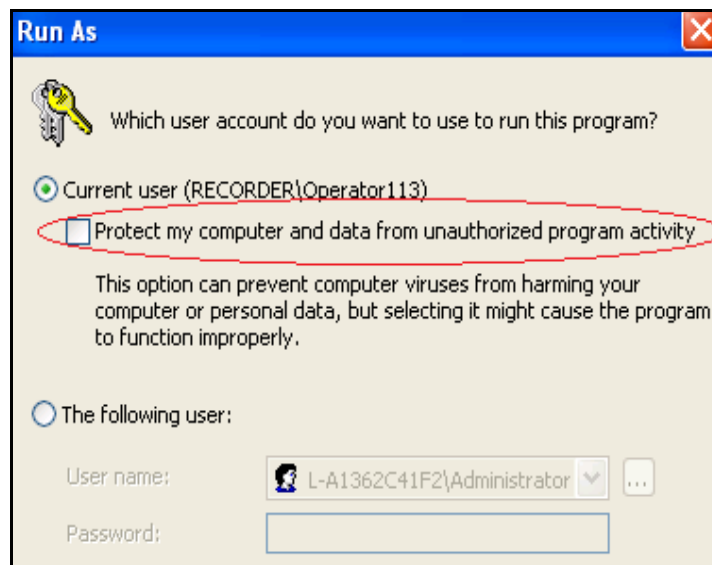 Run As
Which user account do you want to use to run this program?
Current user (RECORDER\Operator113)
Protect my computer and data from unauthorized program activity
This option can prevent computer viruses from harming your
computer or personal data, but selecting it might cause the program
to function improperly.
The following user:
User name:
L-A1362C41F2\Administrator
...
Password: